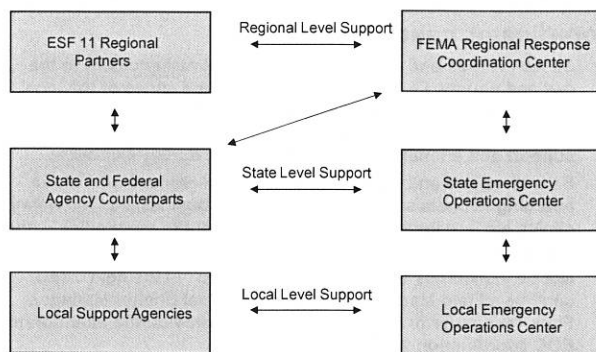 ESF 11 Regional
Partners
Regional Level Support
FEMA Regional Response
Coordination Center
State and Federal
Agency Counterparts
State Level Support
State Emergency
Operations Center
Local Support Agencies
Local Level Support
Local Emergency
Operations Center